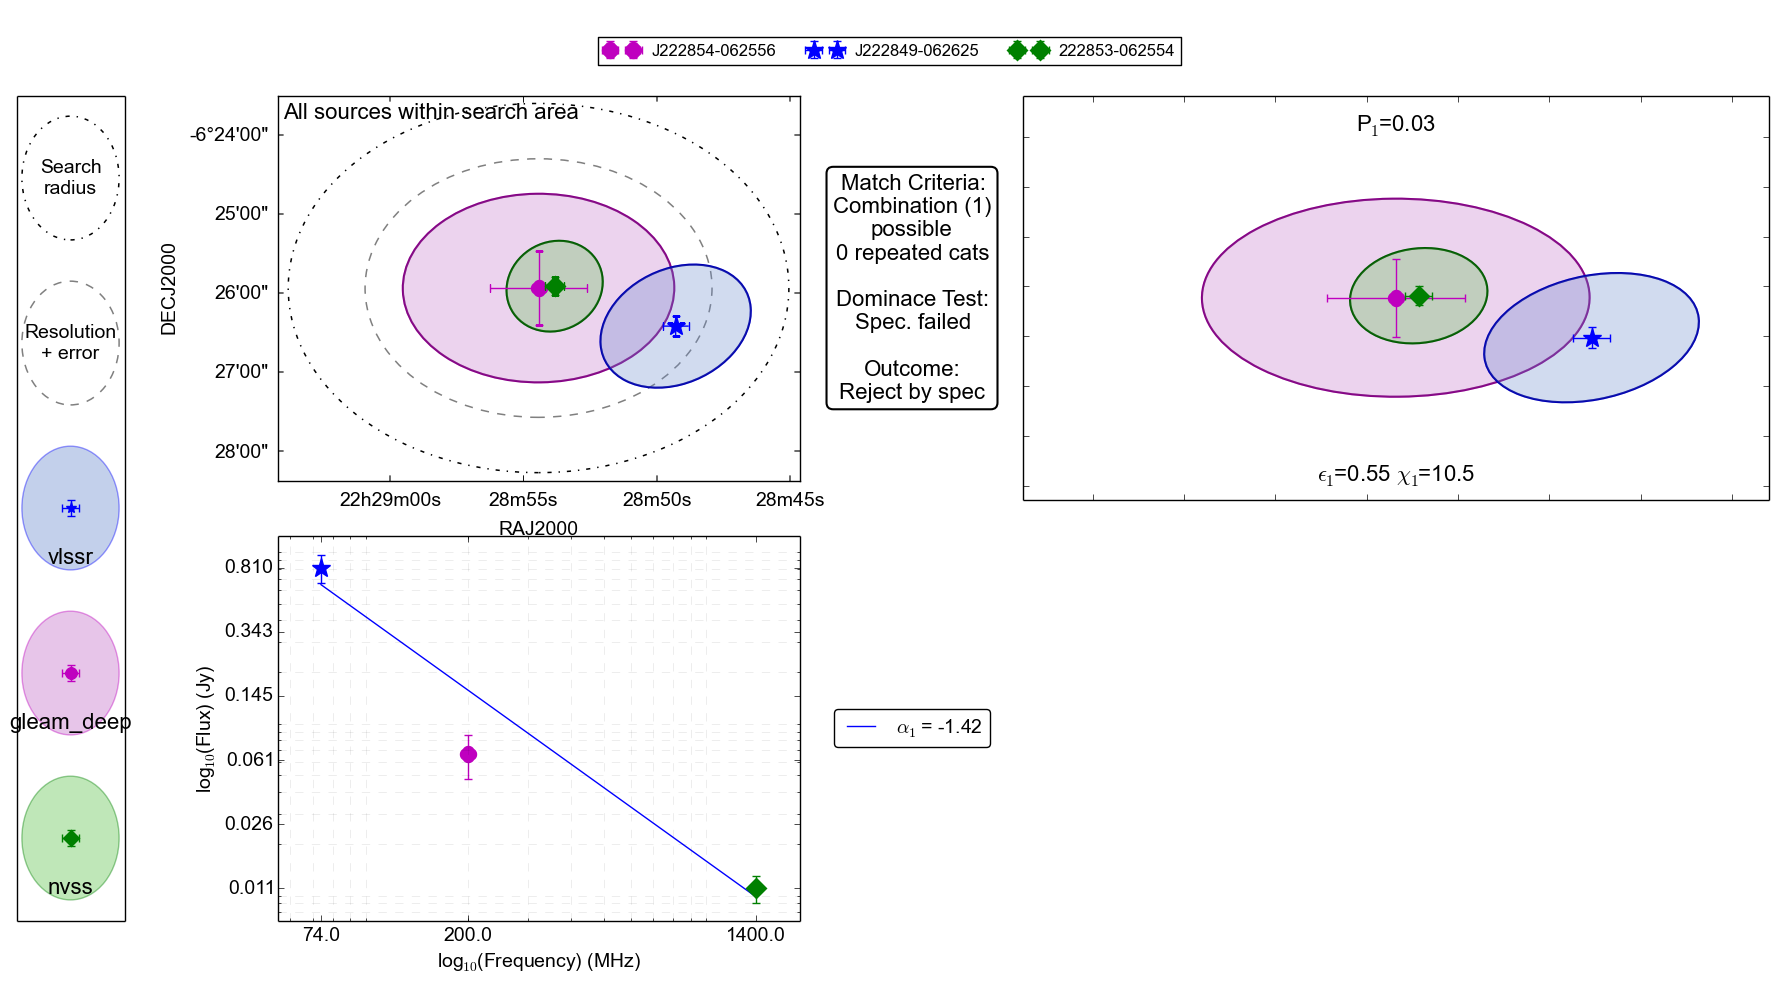 J222854-062556 J222849-062625 222853-062554
Search
radius
Resolution
+ error
vlssr
gleam_deep
nvss
All sources within search area
DECJ2000
-6°24'00"
25'00"
26'00"
27'00"
28'00"
22h29m00s 28m55s 28m50s 28m45s
RAJ2000
Match Criteria:
Combination (1)
possible
0 repeated cats
Dominace Test:
Spec. failed
Outcome:
Reject by spec
P₁=0.03
ϵ₁=0.55 χ₁=10.5
log₁₀(Flux) (Jy)
0.810
0.343
0.145
0.061
0.026
0.011
74.0 200.0 1400.0
log₁₀(Frequency) (MHz)
α₁ = -1.42